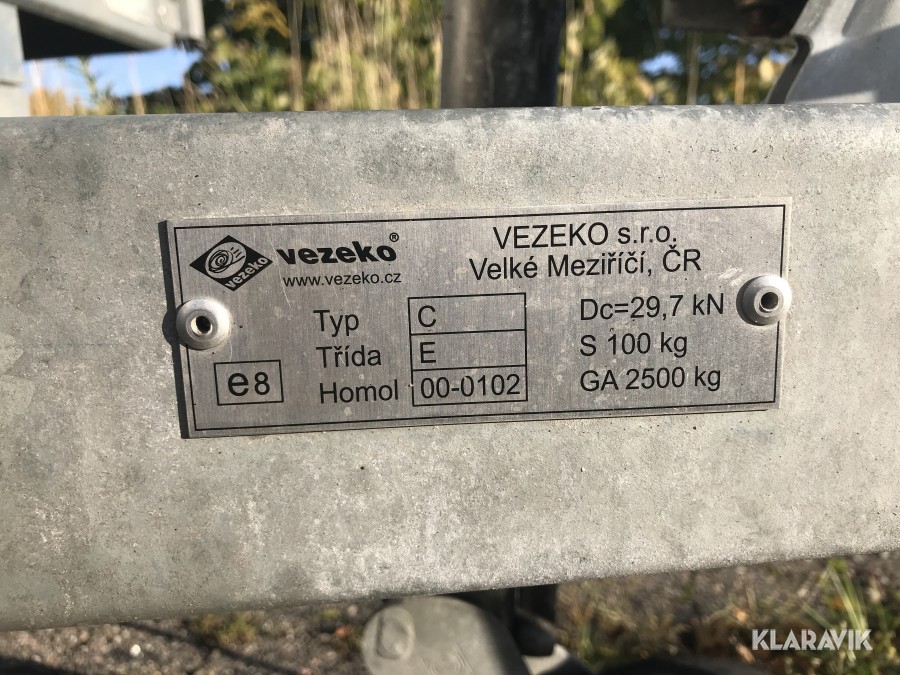 vezeko®
vezeko
www.vezeko.cz
VEZEKO s.r.o.
Velké Meziříčí, ČR
Typ C
Třída E
Homol 00-0102
e8
Dc=29,7 kN
S 100 kg
GA 2500 kg
KLARAVIK